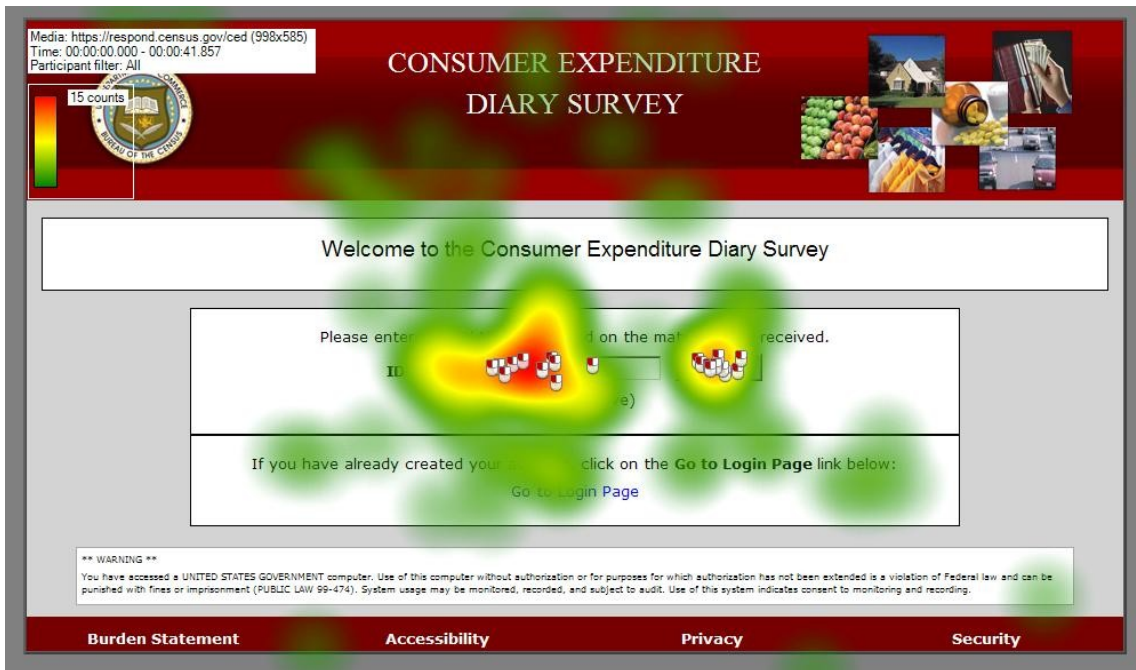 Media: https://respond.census.gov/ced (998x585)
Time: 00:00:00.000 - 00:00:41.857
Participant filter: All
15 counts
BUREAU OF THE CENSUS
CONSUMER EXPENDITURE
DIARY SURVEY
Welcome to the Consumer Expenditure Diary Survey
Please enter on the received.
ID
If you have already created your click on the Go to Login Page link below:
Go to Login Page
** WARNING **
You have accessed a UNITED STATES GOVERNMENT computer. Use of this computer without authorization or for purposes for which authorization has not been extended is a violation of Federal law and can be
punished with fines or imprisonment (PUBLIC LAW 99-474). System usage may be monitored, recorded, and subject to audit. Use of this system indicates consent to monitoring and recording.
Burden Statement Accessibility Privacy Security